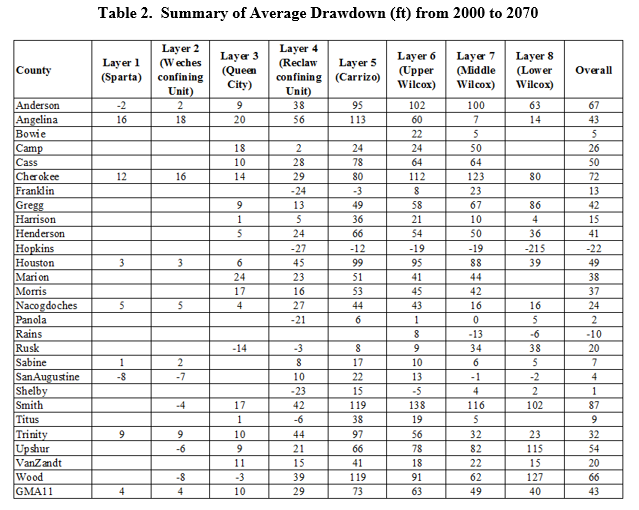 Table 2.  Summary of Average Drawdown (ft) from 2000 to 2070
County Layer 1 (Sparta) Layer 2 (Weches confining Unit) Layer 3 (Queen City) Layer 4 (Reclaw confining Unit) Layer 5 (Carrizo) Layer 6 (Upper Wilcox) Layer 7 (Middle Wilcox) Layer 8 (Lower Wilcox) Overall
Anderson -2 2 9 38 95 102 100 63 67
Angelina 16 18 20 56 113 60 7 14 43
Bowie 22 5 5
Camp 18 2 24 24 50 26
Cass 10 28 78 64 64 50
Cherokee 12 16 14 29 80 112 123 80 72
Franklin -24 -3 8 23 13
Gregg 9 13 49 58 67 86 42
Harrison 1 5 36 21 10 4 15
Henderson 5 24 66 54 50 36 41
Hopkins -27 -12 -19 -19 -215 -22
Houston 3 3 6 45 99 95 88 39 49
Marion 24 23 51 41 44 38
Morris 17 16 53 45 42 37
Nacogdoches 5 5 4 27 44 43 16 16 24
Panola -21 6 1 0 5 2
Rains 8 -13 -6 -10
Rusk -14 -3 8 9 34 38 20
Sabine 1 2 8 17 10 6 5 7
SanAugustine -8 -7 10 22 13 -1 -2 4
Shelby -23 15 -5 4 2 1
Smith -4 17 42 119 138 116 102 87
Titus 1 -6 38 19 5 9
Trinity 9 9 10 44 97 56 32 23 32
Upshur -6 9 21 66 78 82 115 54
VanZandt 11 15 41 18 22 15 20
Wood -8 -3 39 119 91 62 127 66
GMA11 4 4 10 29 73 63 49 40 43